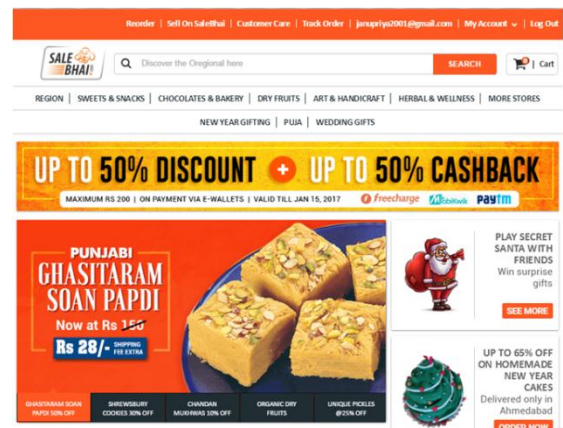 Reorder | Sell On SaleBhai | Customer Care | Track Order | janupriya2001@gmail.com | My Account | Log Out
SALE BHAI
Discover the Oregional here
SEARCH
Cart
REGION | SWEETS & SNACKS | CHOCOLATES & BAKERY | DRY FRUITS | ART & HANDICRAFT | HERBAL & WELLNESS | MORE STORES
NEW YEAR GIFTING | PUJA | WEDDING GIFTS
UP TO 50% DISCOUNT + UP TO 50% CASHBACK
MAXIMUM RS 200 | ON PAYMENT VIA E-WALLETS | VALID TILL JAN 15, 2017
freecharge MobiKwik Paytm
PUNJABI
GHASITARAM
SOAN PAPDI
Now at Rs 150
Rs 28/- SHIPPING FEE EXTRA
GHASITARAM SOAN PAPDI 50% OFF
SHREWSBURY COOKIES 30% OFF
CHANDAN MUKHWAS 10% OFF
ORGANIC DRY FRUITS
UNIQUE PICKLES @25% OFF
PLAY SECRET
SANTA WITH
FRIENDS
Win surprise
gifts
SEE MORE
UP TO 65% OFF
ON HOMEMADE
NEW YEAR
CAKES
Delivered only in
Ahmedabad
ORDER NOW